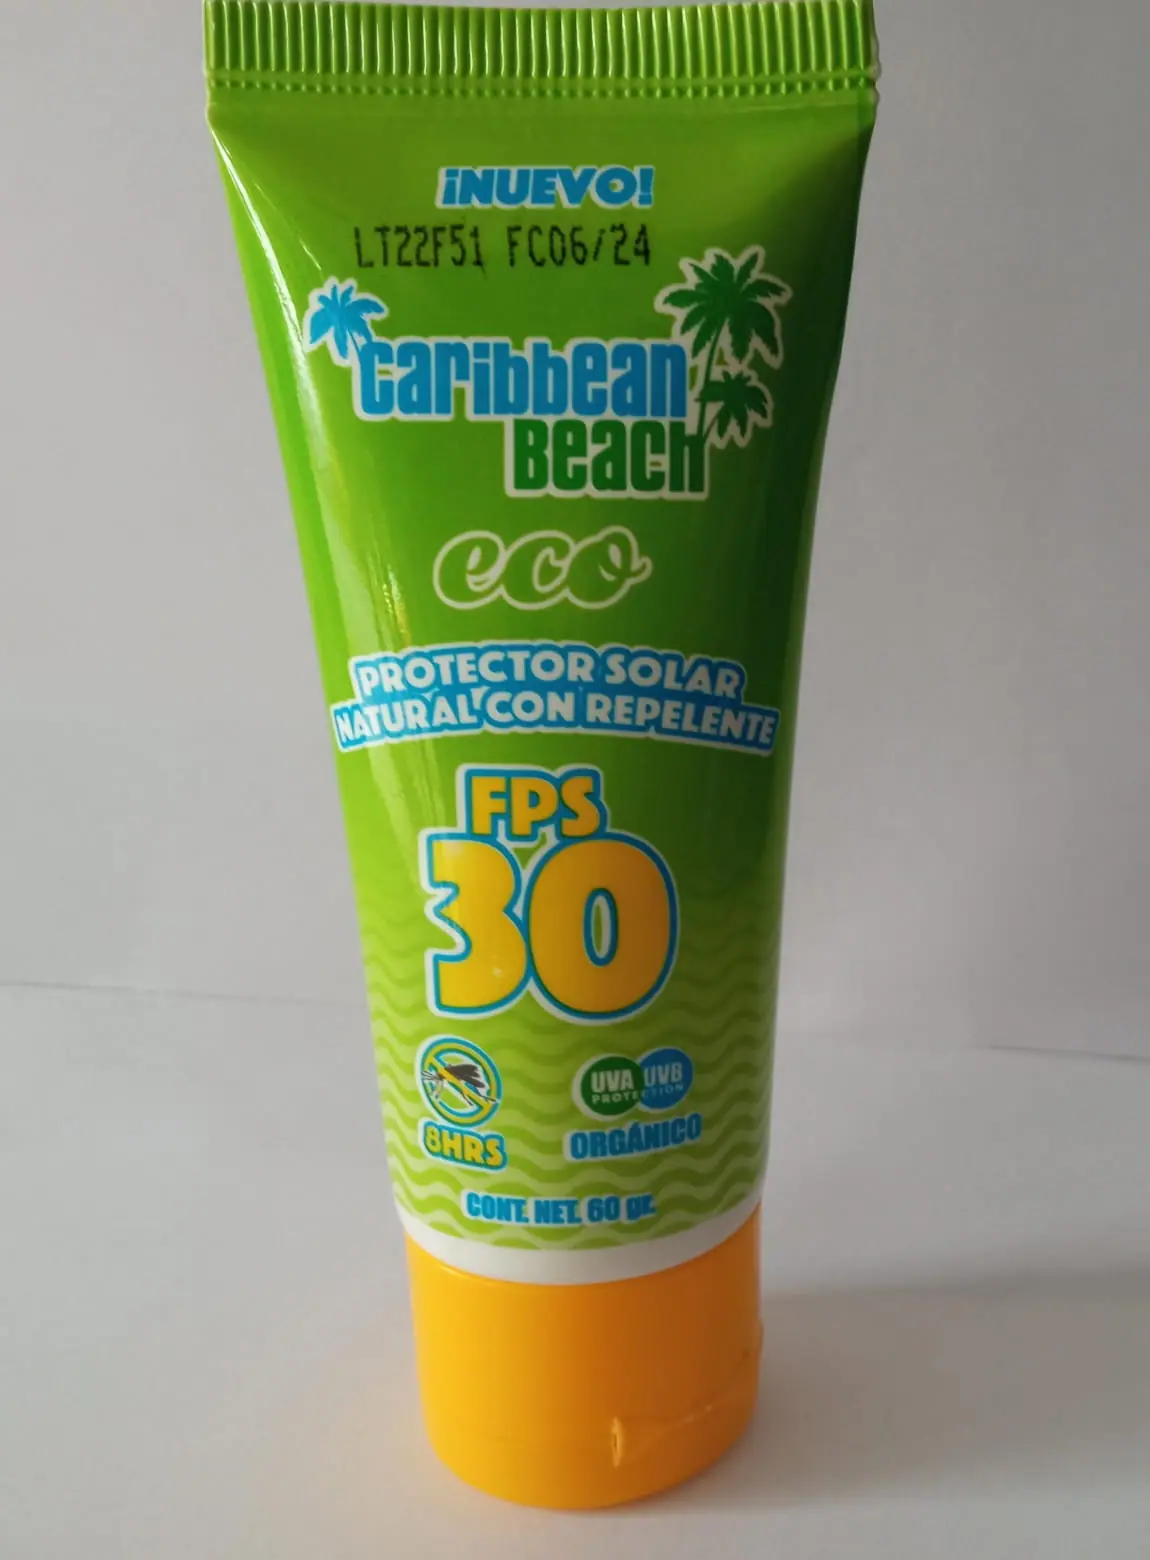 ¡NUEVO!
LT22F51 FC06/24
caribbean
Beach
eco
PROTECTOR SOLAR
NATURAL CON REPELENTE
FPS
30
UVA UVB
PROTECTION
8HRS
ORGÁNICO
CONT. NET. 60 gr.